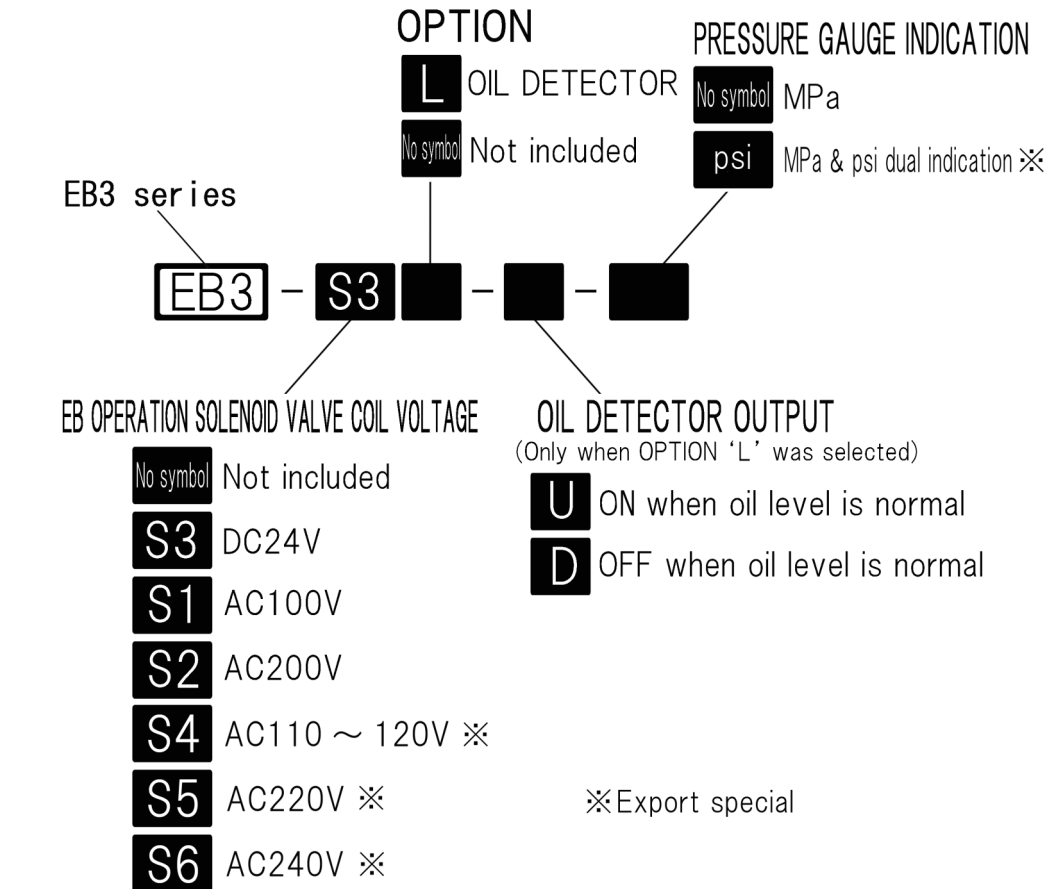 OPTION
L OIL DETECTOR
No symbol Not included
PRESSURE GAUGE INDICATION
No symbol MPa
psi MPa & psi dual indication※
EB3 series
EB3 - S3 - -
EB OPERATION SOLENOID VALVE COIL VOLTAGE
No symbol Not included
S3 DC24V
S1 AC100V
S2 AC200V
S4 AC110 ～ 120V ※
S5 AC220V ※
S6 AC240V ※
OIL DETECTOR OUTPUT
(Only when OPTION ‘L’ was selected)
U ON when oil level is normal
D OFF when oil level is normal
※Export special